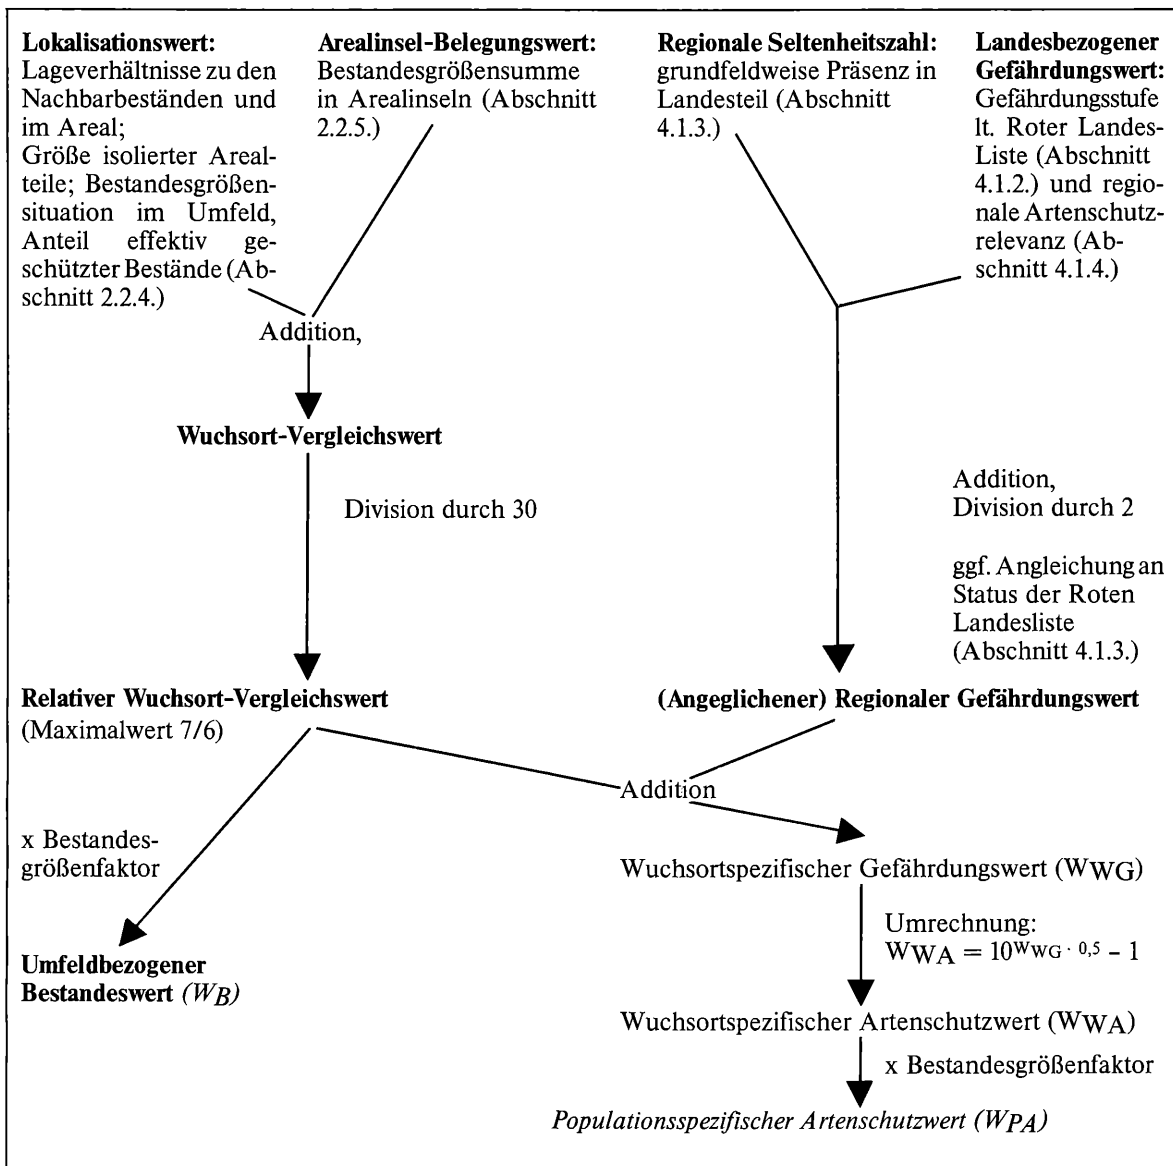 Lokalisationswert:
Lageverhältnisse zu den
Nachbarbeständen und
im Areal;
Größe isolierter Areal-
teile; Bestandesgrößen-
situation im Umfeld,
Anteil effektiv ge-
schützter Bestände (Ab-
schnitt 2.2.4.)
Arealinsel-Belegungswert:
Bestandesgrößensumme
in Arealinseln (Abschnitt
2.2.5.)
Regionale Seltenheitszahl:
grundfeldweise Präsenz in
Landesteil (Abschnitt
4.1.3.)
Landesbezogener
Gefährdungswert:
Gefährdungsstufe
lt. Roter Landes-
Liste (Abschnitt
4.1.2.) und regio-
nale Artenschutz-
relevanz (Ab-
schnitt 4.1.4.)
Addition,
Wuchsort-Vergleichswert
Division durch 30
Addition,
Division durch 2
ggf. Angleichung an
Status der Roten
Landesliste
(Abschnitt 4.1.3.)
Relativer Wuchsort-Vergleichswert
(Maximalwert 7/6)
(Angeglichener) Regionaler Gefährdungswert
Addition
x Bestandes-
größenfaktor
Wuchsortspezifischer Gefährdungswert (WWG)
Umrechnung:
WWA = 10^WWG · 0,5 – 1
Umfeldbezogener
Bestandeswert (WB)
Wuchsortspezifischer Artenschutzwert (WWA)
x Bestandesgrößenfaktor
Populationsspezifischer Artenschutzwert (WPA)